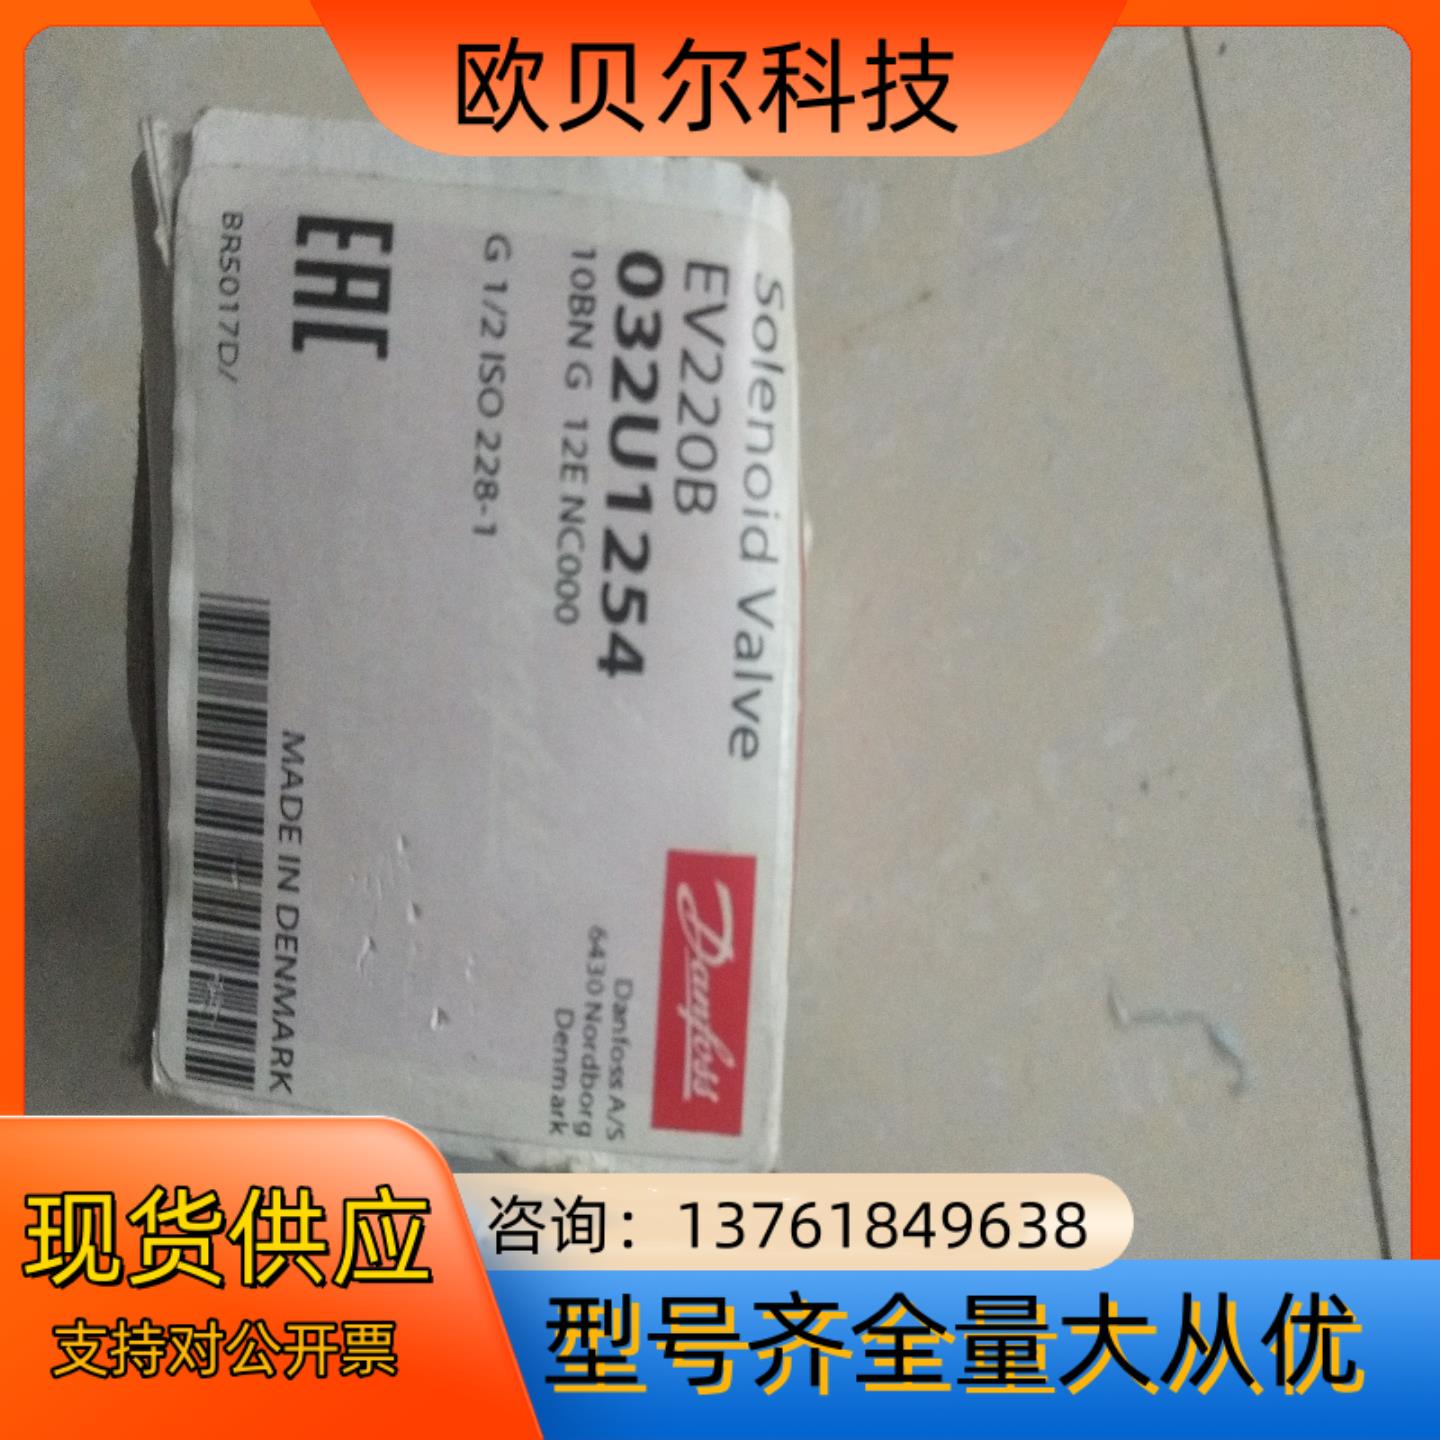 欧贝尔科技
Solenoid Valve
EV220B
032U1254
10BN G 12E NC000
G 1/2 ISO 228-1
EAC
BR5017D/
MADE IN DENMARK
Danfoss
Danfoss A/S
6430 Nordborg
Denmark
现货供应
支持对公开票
咨询：13761849638
型号齐全量大从优